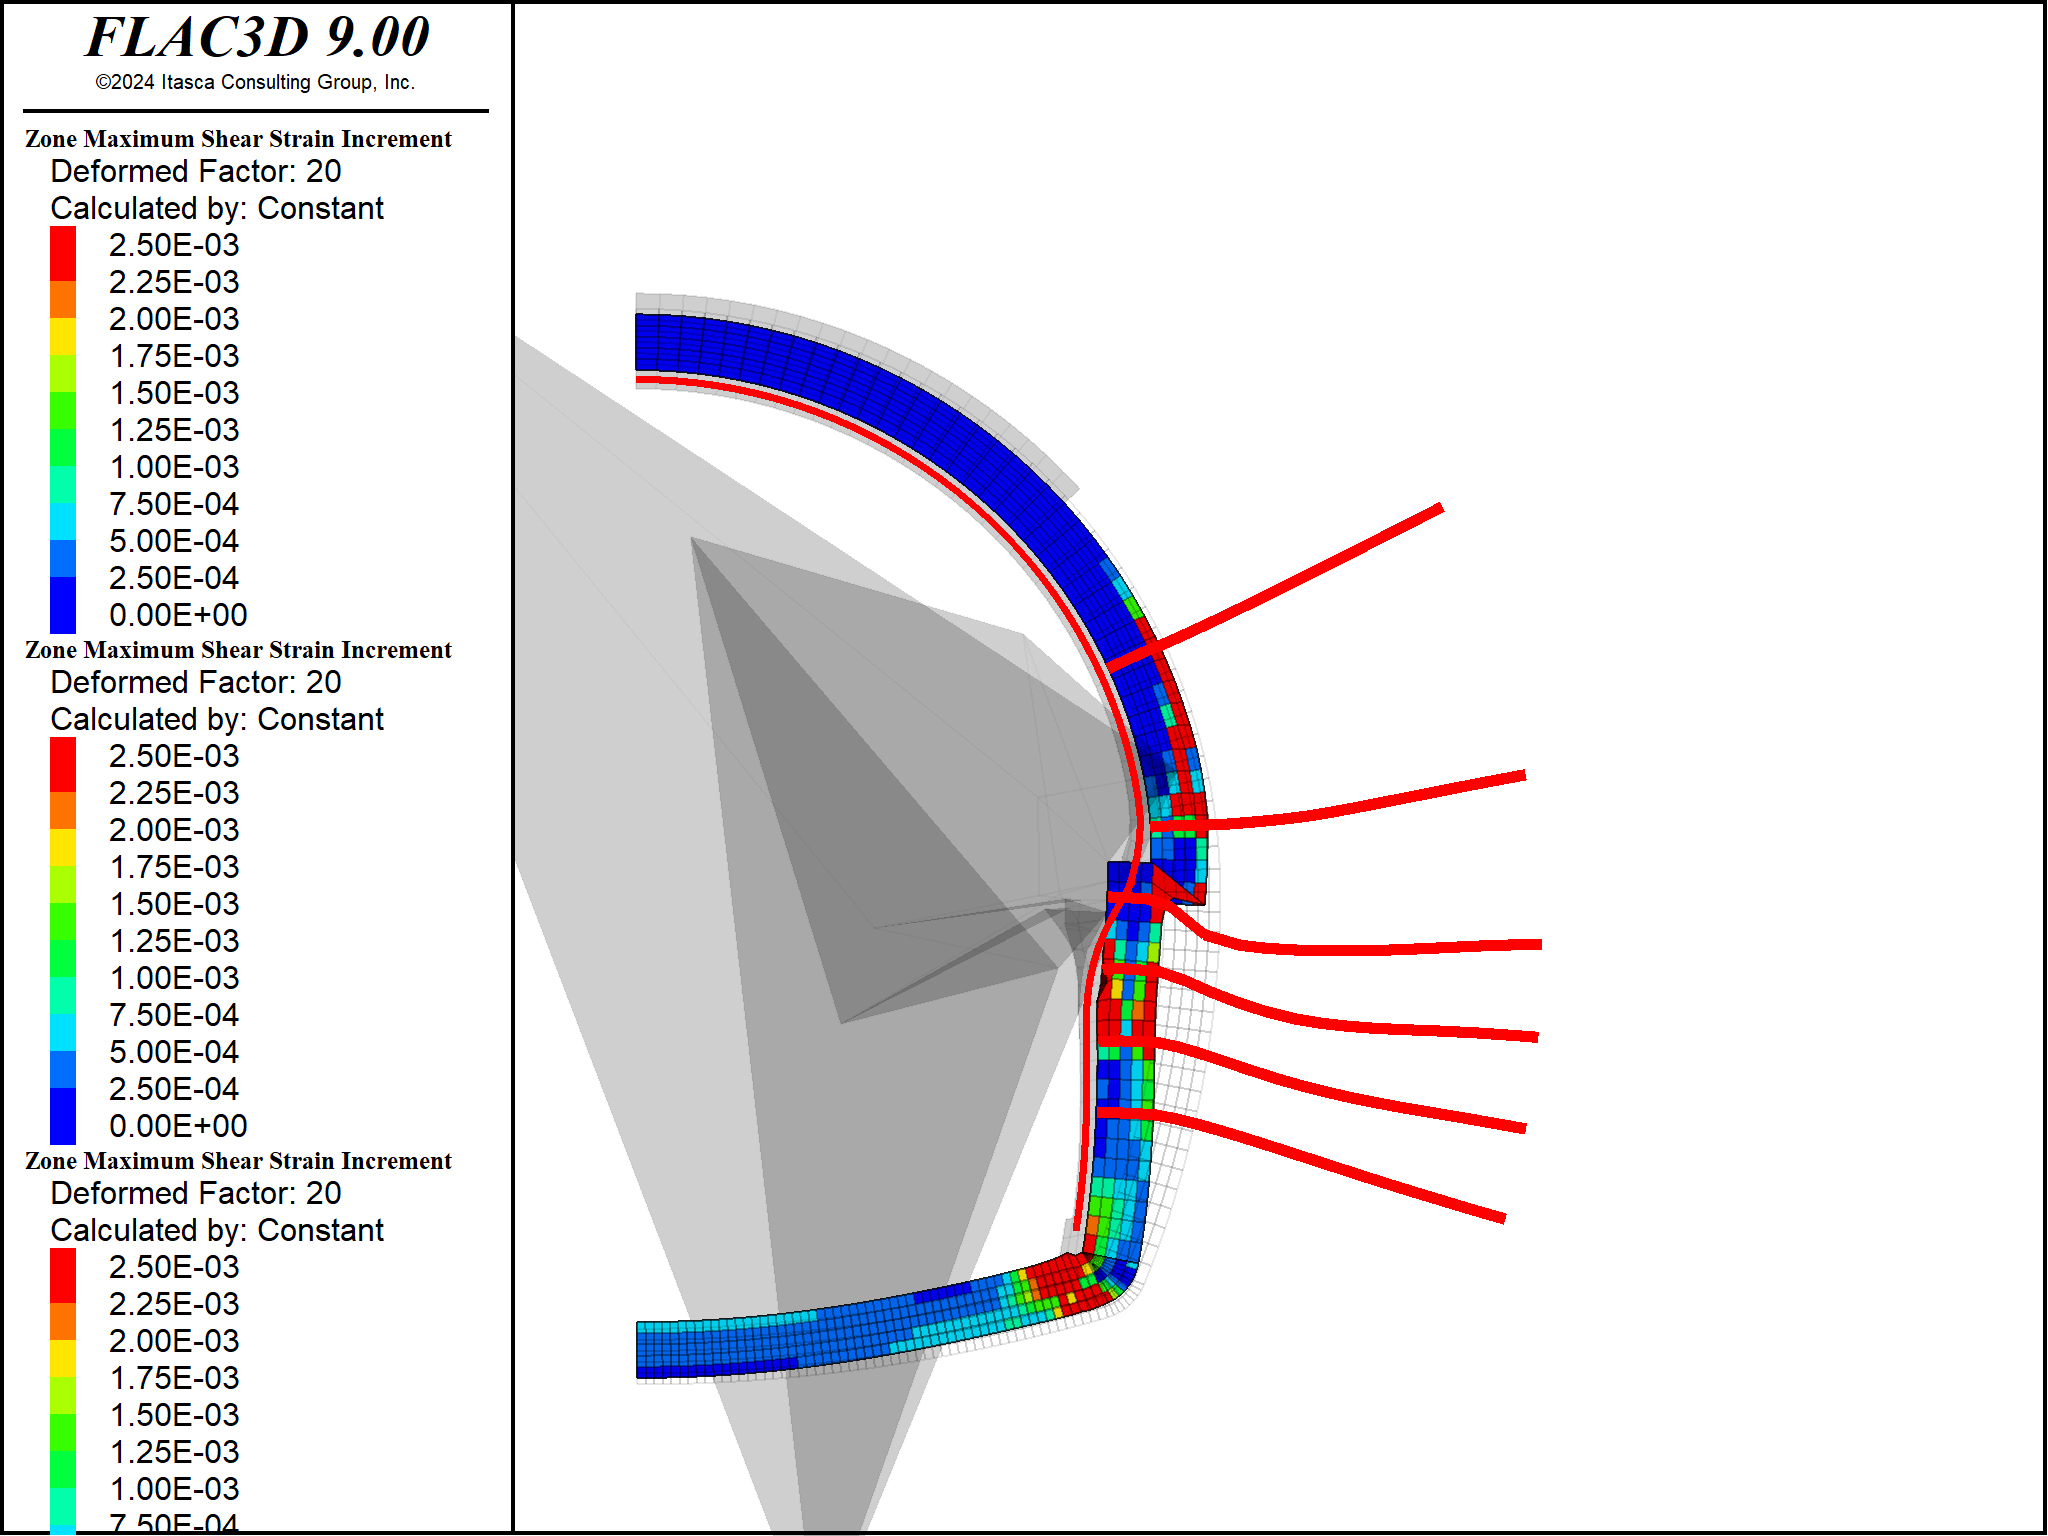 FLAC3D 9.00
©2024 Itasca Consulting Group, Inc.
Zone Maximum Shear Strain Increment
Deformed Factor: 20
Calculated by: Constant
2.50E-03
2.25E-03
2.00E-03
1.75E-03
1.50E-03
1.25E-03
1.00E-03
7.50E-04
5.00E-04
2.50E-04
0.00E+00
Zone Maximum Shear Strain Increment
Deformed Factor: 20
Calculated by: Constant
2.50E-03
2.25E-03
2.00E-03
1.75E-03
1.50E-03
1.25E-03
1.00E-03
7.50E-04
5.00E-04
2.50E-04
0.00E+00
Zone Maximum Shear Strain Increment
Deformed Factor: 20
Calculated by: Constant
2.50E-03
2.25E-03
2.00E-03
1.75E-03
1.50E-03
1.25E-03
1.00E-03
7.50E-04